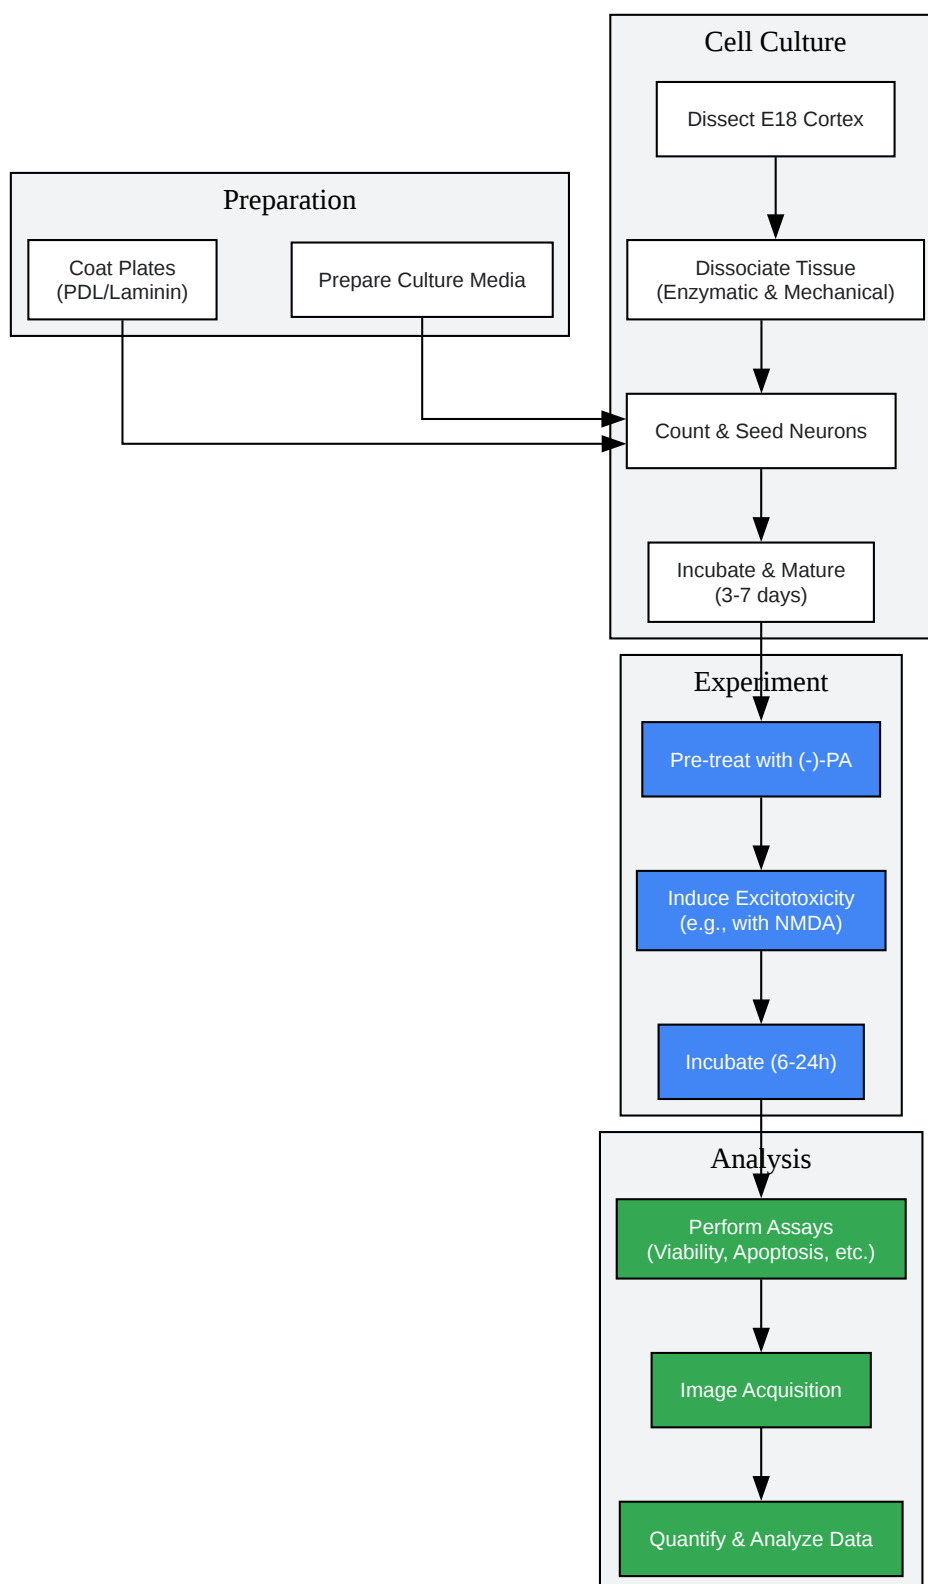 Cell Culture
Dissect E18 Cortex
Preparation
Coat Plates
(PDL/Laminin)
Prepare Culture Media
Dissociate Tissue
(Enzymatic & Mechanical)
Count & Seed Neurons
Incubate & Mature
(3-7 days)
Experiment
Pre-treat with (-)-PA
Induce Excitotoxicity
(e.g., with NMDA)
Incubate (6-24h)
Analysis
Perform Assays
(Viability, Apoptosis, etc.)
Image Acquisition
Quantify & Analyze Data